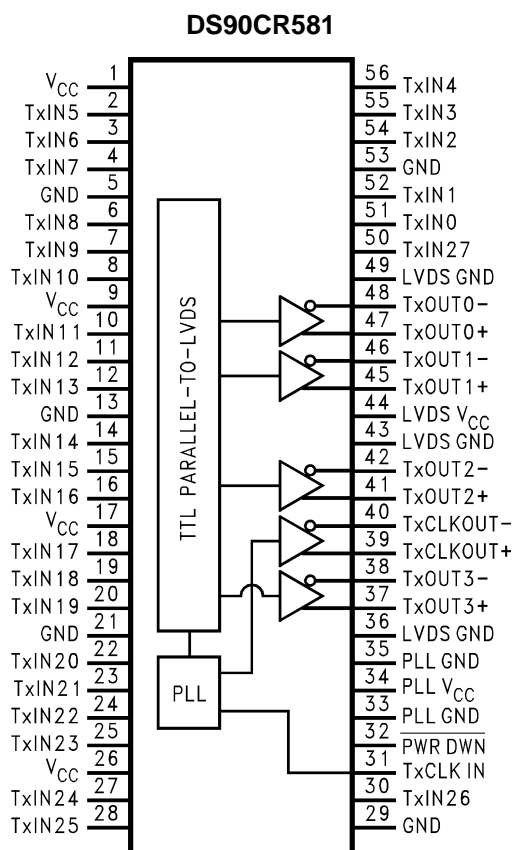 DS90CR581
VCC 1
TxIN5 2
TxIN6 3
TxIN7 4
GND 5
TxIN8 6
TxIN9 7
TxIN10 8
VCC 9
TxIN11 10
TxIN12 11
TxIN13 12
GND 13
TxIN14 14
TxIN15 15
TxIN16 16
VCC 17
TxIN17 18
TxIN18 19
TxIN19 20
GND 21
TxIN20 22
TxIN21 23
TxIN22 24
TxIN23 25
VCC 26
TxIN24 27
TxIN25 28
TTL PARALLEL-TO-LVDS
PLL
56 TxIN4
55 TxIN3
54 TxIN2
53 GND
52 TxIN1
51 TxIN0
50 TxIN27
49 LVDS GND
48 TxOUT0-
47 TxOUT0+
46 TxOUT1-
45 TxOUT1+
44 LVDS VCC
43 LVDS GND
42 TxOUT2-
41 TxOUT2+
40 TxCLKOUT-
39 TxCLKOUT+
38 TxOUT3-
37 TxOUT3+
36 LVDS GND
35 PLL GND
34 PLL VCC
33 PLL GND
32 PWR DWN
31 TxCLK IN
30 TxIN26
29 GND